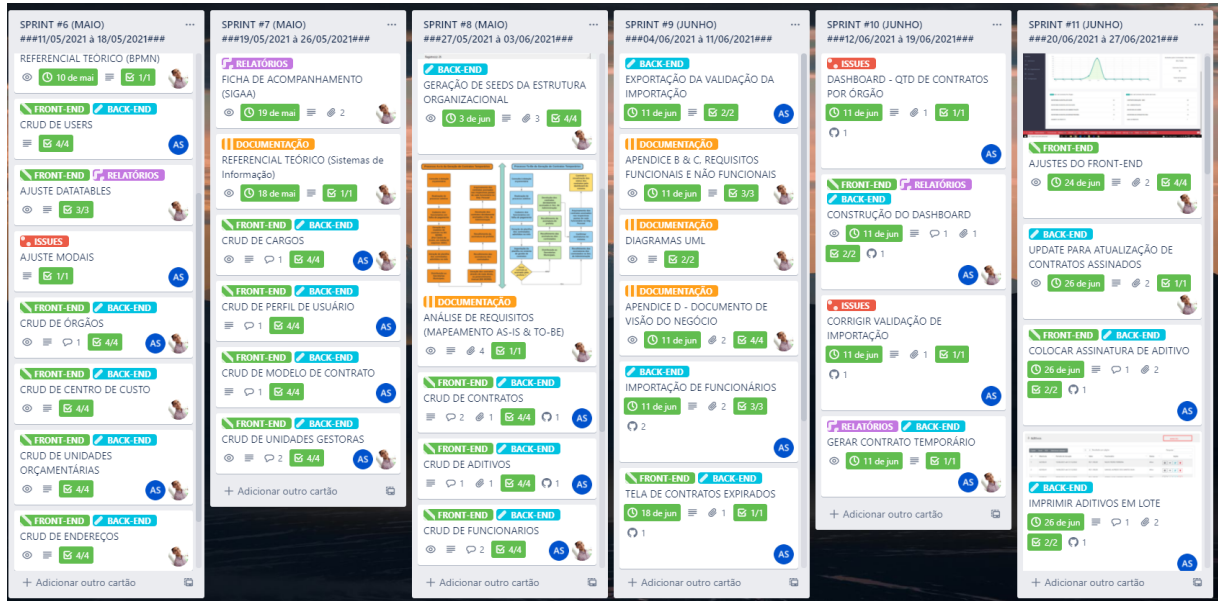 SPRINT #6 (MAIO)
###11/05/2021 à 18/05/2021###
REFERENCIAL TEÓRICO (BPMN)
10 de mai 1/1
FRONT-END BACK-END
CRUD DE USERS
4/4 AS
FRONT-END RELATÓRIOS
AJUSTE DATATABLES
3/3
ISSUES
AJUSTE MODAIS
1/1 AS
FRONT-END BACK-END
CRUD DE ÓRGÃOS
1 4/4 AS
FRONT-END BACK-END
CRUD DE CENTRO DE CUSTO
4/4
FRONT-END BACK-END
CRUD DE UNIDADES
ORÇAMENTÁRIAS
4/4 AS
FRONT-END BACK-END
CRUD DE ENDEREÇOS
4/4
+ Adicionar outro cartão
SPRINT #7 (MAIO)
###19/05/2021 à 26/05/2021###
RELATÓRIOS
FICHA DE ACOMPANHAMENTO
(SIGAA)
19 de mai 2
DOCUMENTAÇÃO
REFERENCIAL TEÓRICO (Sistemas de
Informação)
18 de mai 1/1
FRONT-END BACK-END
CRUD DE CARGOS
1 4/4 AS
FRONT-END BACK-END
CRUD DE PERFIL DE USUÁRIO
1 4/4 AS
FRONT-END BACK-END
CRUD DE MODELO DE CONTRATO
1 4/4 AS
FRONT-END BACK-END
CRUD DE UNIDADES GESTORAS
2 4/4 AS
+ Adicionar outro cartão
SPRINT #8 (MAIO)
###27/05/2021 à 03/06/2021###
BACK-END
GERAÇÃO DE SEEDS DA ESTRUTURA
ORGANIZACIONAL
3 de jun 3 4/4
DOCUMENTAÇÃO
ANÁLISE DE REQUISITOS
(MAPEAMENTO AS-IS & TO-BE)
4 1/1
FRONT-END BACK-END
CRUD DE CONTRATOS
2 1 4/4 1 AS
FRONT-END BACK-END
CRUD DE ADITIVOS
1 1 4/4 1 AS
FRONT-END BACK-END
CRUD DE FUNCIONARIOS
2 4/4 AS
+ Adicionar outro cartão
SPRINT #9 (JUNHO)
###04/06/2021 à 11/06/2021###
BACK-END
EXPORTAÇÃO DA VALIDAÇÃO DA
IMPORTAÇÃO
11 de jun 2/2 AS
DOCUMENTAÇÃO
APENDICE B & C. REQUISITOS
FUNCIONAIS E NÃO FUNCIONAIS
11 de jun 3/3
DOCUMENTAÇÃO
DIAGRAMAS UML
2/2
DOCUMENTAÇÃO
APENDICE D - DOCUMENTO DE
VISÃO DO NEGÓCIO
11 de jun 2 4/4
BACK-END
IMPORTAÇÃO DE FUNCIONÁRIOS
11 de jun 2 3/3
2
AS
FRONT-END BACK-END
TELA DE CONTRATOS EXPIRADOS
18 de jun 1 1/1
1
AS
+ Adicionar outro cartão
SPRINT #10 (JUNHO)
###12/06/2021 à 19/06/2021###
ISSUES
DASHBOARD - QTD DE CONTRATOS
POR ÓRGÃO
11 de jun 1 1/1
1
AS
FRONT-END RELATÓRIOS
BACK-END
CONSTRUÇÃO DO DASHBOARD
11 de jun 1 1
2/2 1
AS
ISSUES
CORRIGIR VALIDAÇÃO DE
IMPORTAÇÃO
11 de jun 1 1/1
1
AS
RELATÓRIOS BACK-END
GERAR CONTRATO TEMPORÁRIO
11 de jun 1/1
AS
+ Adicionar outro cartão
SPRINT #11 (JUNHO)
###20/06/2021 à 27/06/2021###
FRONT-END
AJUSTES DO FRONT-END
24 de jun 2 4/4
BACK-END
UPDATE PARA ATUALIZAÇÃO DE
CONTRATOS ASSINADOS
26 de jun 2 1/1
FRONT-END BACK-END
COLOCAR ASSINATURA DE ADITIVO
26 de jun 1 2
2/2 1
AS
BACK-END
IMPRIMIR ADITIVOS EM LOTE
26 de jun 1 2
2/2 1
AS
+ Adicionar outro cartão